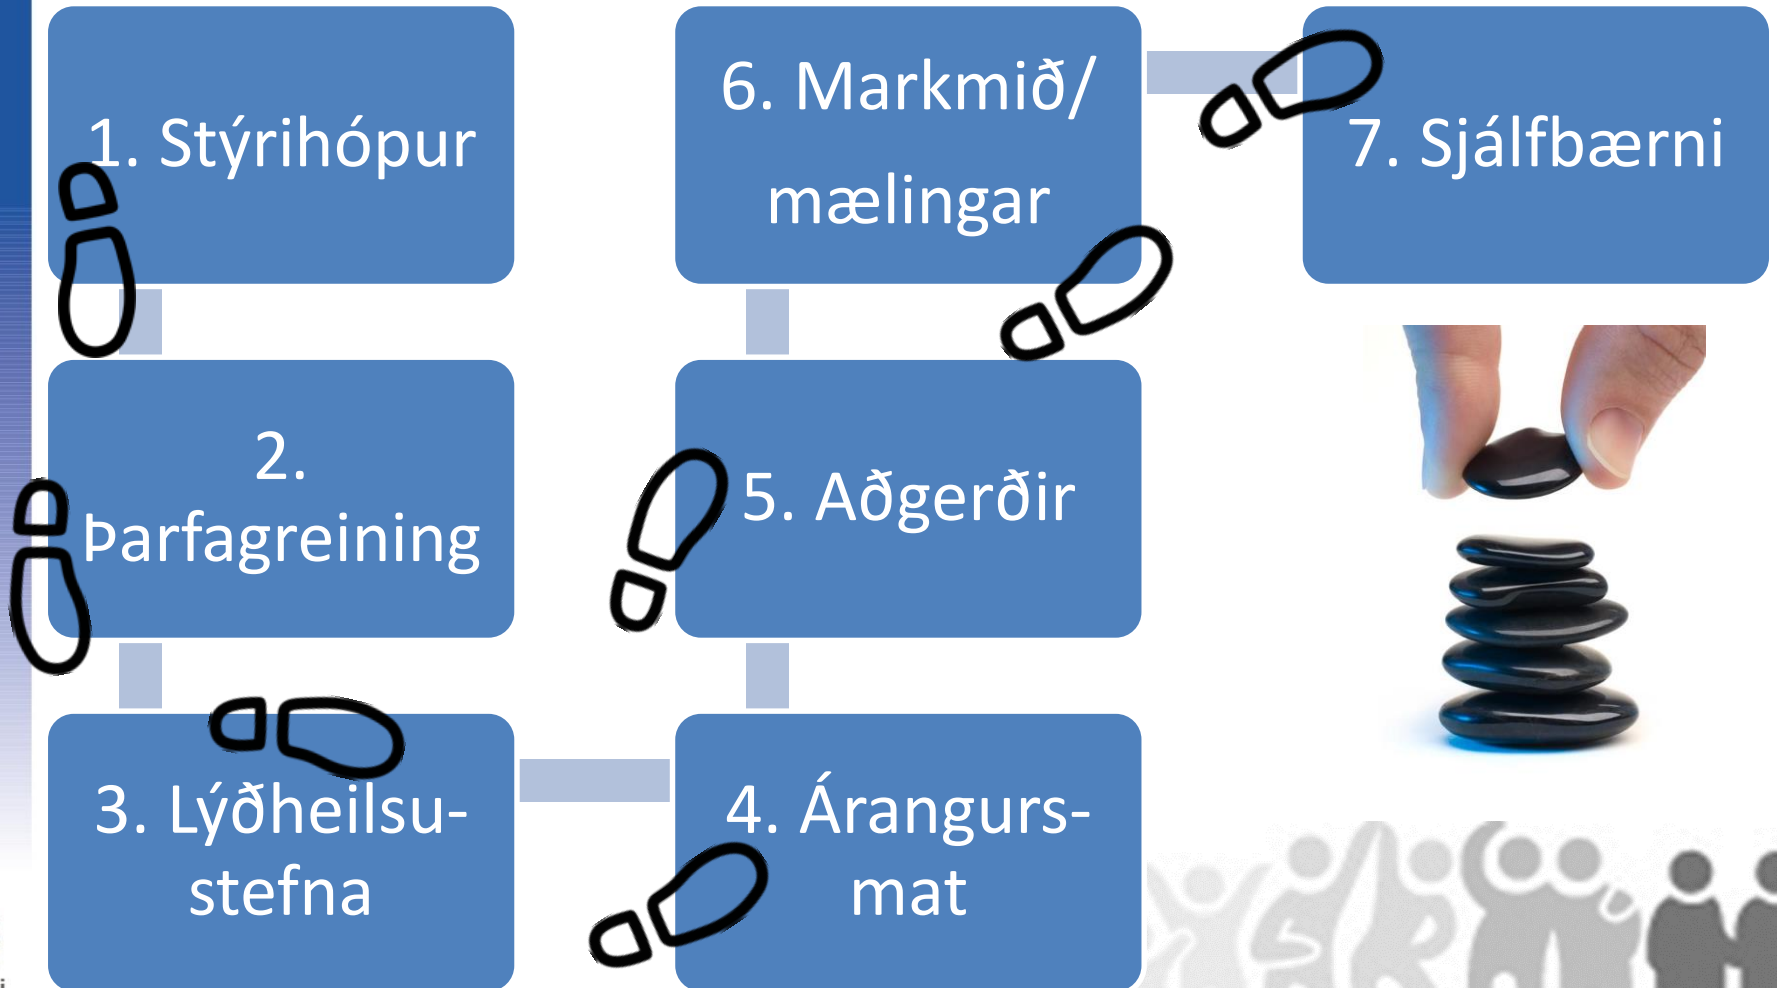 1. Stýrihópur
2.
Þarfagreining
3. Lýðheilsu-
stefna
4. Árangurs-
mat
5. Aðgerðir
6. Markmið/
mælingar
7. Sjálfbærni